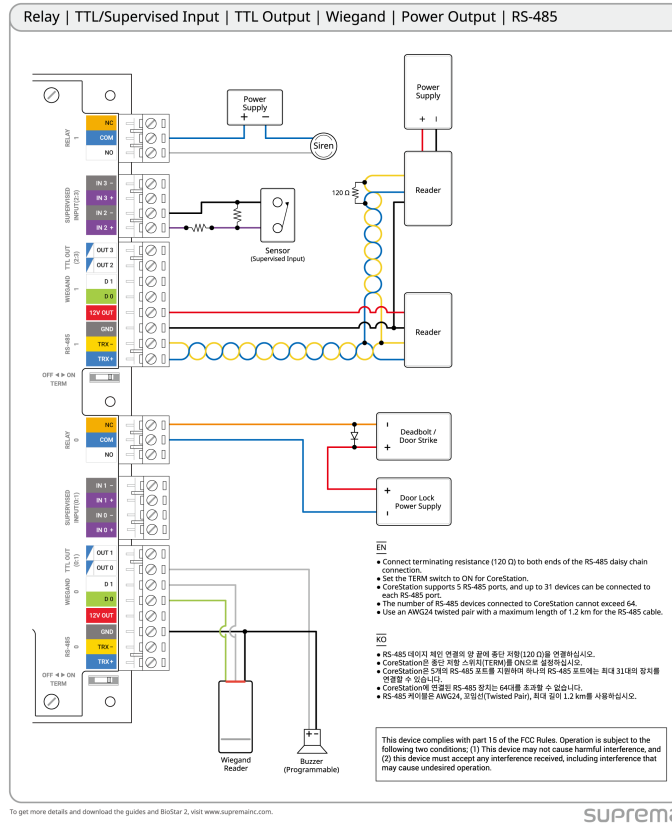 Relay | TTL/Supervised Input | TTL Output | Wiegand | Power Output | RS-485
Power
Supply
+ −
Siren
Power
Supply
+ −
RELAY
1
NC
COM
NO
SUPERVISED
INPUT(2:3)
IN 3 −
IN 3 +
IN 2 −
IN 2 +
Sensor
(Supervised Input)
120 Ω
Reader
TTL OUT
(2:3)
OUT 3
OUT 2
WIEGAND
1
D 1
D 0
12V OUT
GND
RS-485
1
TRX −
TRX +
Reader
OFF ◄ ► ON
TERM
RELAY
0
NC
COM
NO
−
Deadbolt /
Door Strike
+
+
Door Lock
Power Supply
−
SUPERVISED
INPUT(0:1)
IN 1 −
IN 1 +
IN 0 −
IN 0 +
TTL OUT
(0:1)
OUT 1
OUT 0
WIEGAND
0
D 1
D 0
12V OUT
GND
RS-485
0
TRX −
TRX +
OFF ◄ ► ON
TERM
Wiegand
Reader
+ −
Buzzer
(Programmable)
EN
• Connect terminating resistance (120 Ω) to both ends of the RS-485 daisy chain
connection.
• Set the TERM switch to ON for CoreStation.
• CoreStation supports 5 RS-485 ports, and up to 31 devices can be connected to
each RS-485 port.
• The number of RS-485 devices connected to CoreStation cannot exceed 64.
• Use an AWG24 twisted pair with a maximum length of 1.2 km for the RS-485 cable.
KO
• RS-485 데이지 체인 연결의 양 끝에 종단 저항(120 Ω)을 연결하십시오.
• CoreStation은 종단 저항 스위치(TERM)를 ON으로 설정하십시오.
• CoreStation은 5개의 RS-485 포트를 지원하며 하나의 RS-485 포트에는 최대 31대의 장치를
연결할 수 있습니다.
• CoreStation에 연결된 RS-485 장치는 64대를 초과할 수 없습니다.
• RS-485 케이블은 AWG24, 꼬임선(Twisted Pair), 최대 길이 1.2 km를 사용하십시오.
This device complies with part 15 of the FCC Rules. Operation is subject to the
following two conditions; (1) This device may not cause harmful interference, and
(2) this device must accept any interference received, including interference that
may cause undesired operation.
To get more details and download the guides and BioStar 2, visit www.supremainc.com.
suprema